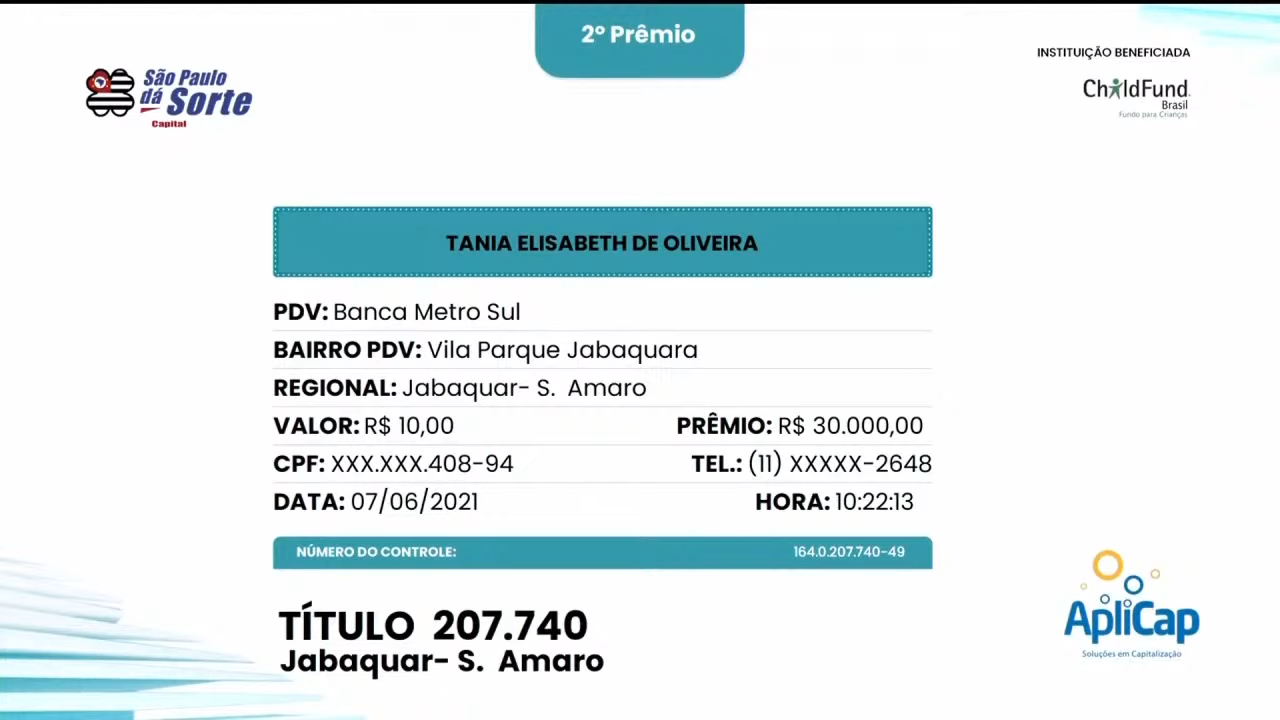 2º Prêmio
INSTITUIÇÃO BENEFICIADA
São Paulo
dá Sorte
Capital
ChildFund
Brasil
Fundo para Crianças
TANIA ELISABETH DE OLIVEIRA
PDV: Banca Metro Sul
BAIRRO PDV: Vila Parque Jabaquara
REGIONAL: Jabaquar- S. Amaro
VALOR: R$ 10,00 PRÊMIO: R$ 30.000,00
CPF: XXX.XXX.408-94 TEL.: (11) XXXXX-2648
DATA: 07/06/2021 HORA: 10:22:13
NÚMERO DO CONTROLE: 164.0.207.740-49
TÍTULO 207.740
Jabaquar- S. Amaro
ApliCap
Soluções em Capitalização